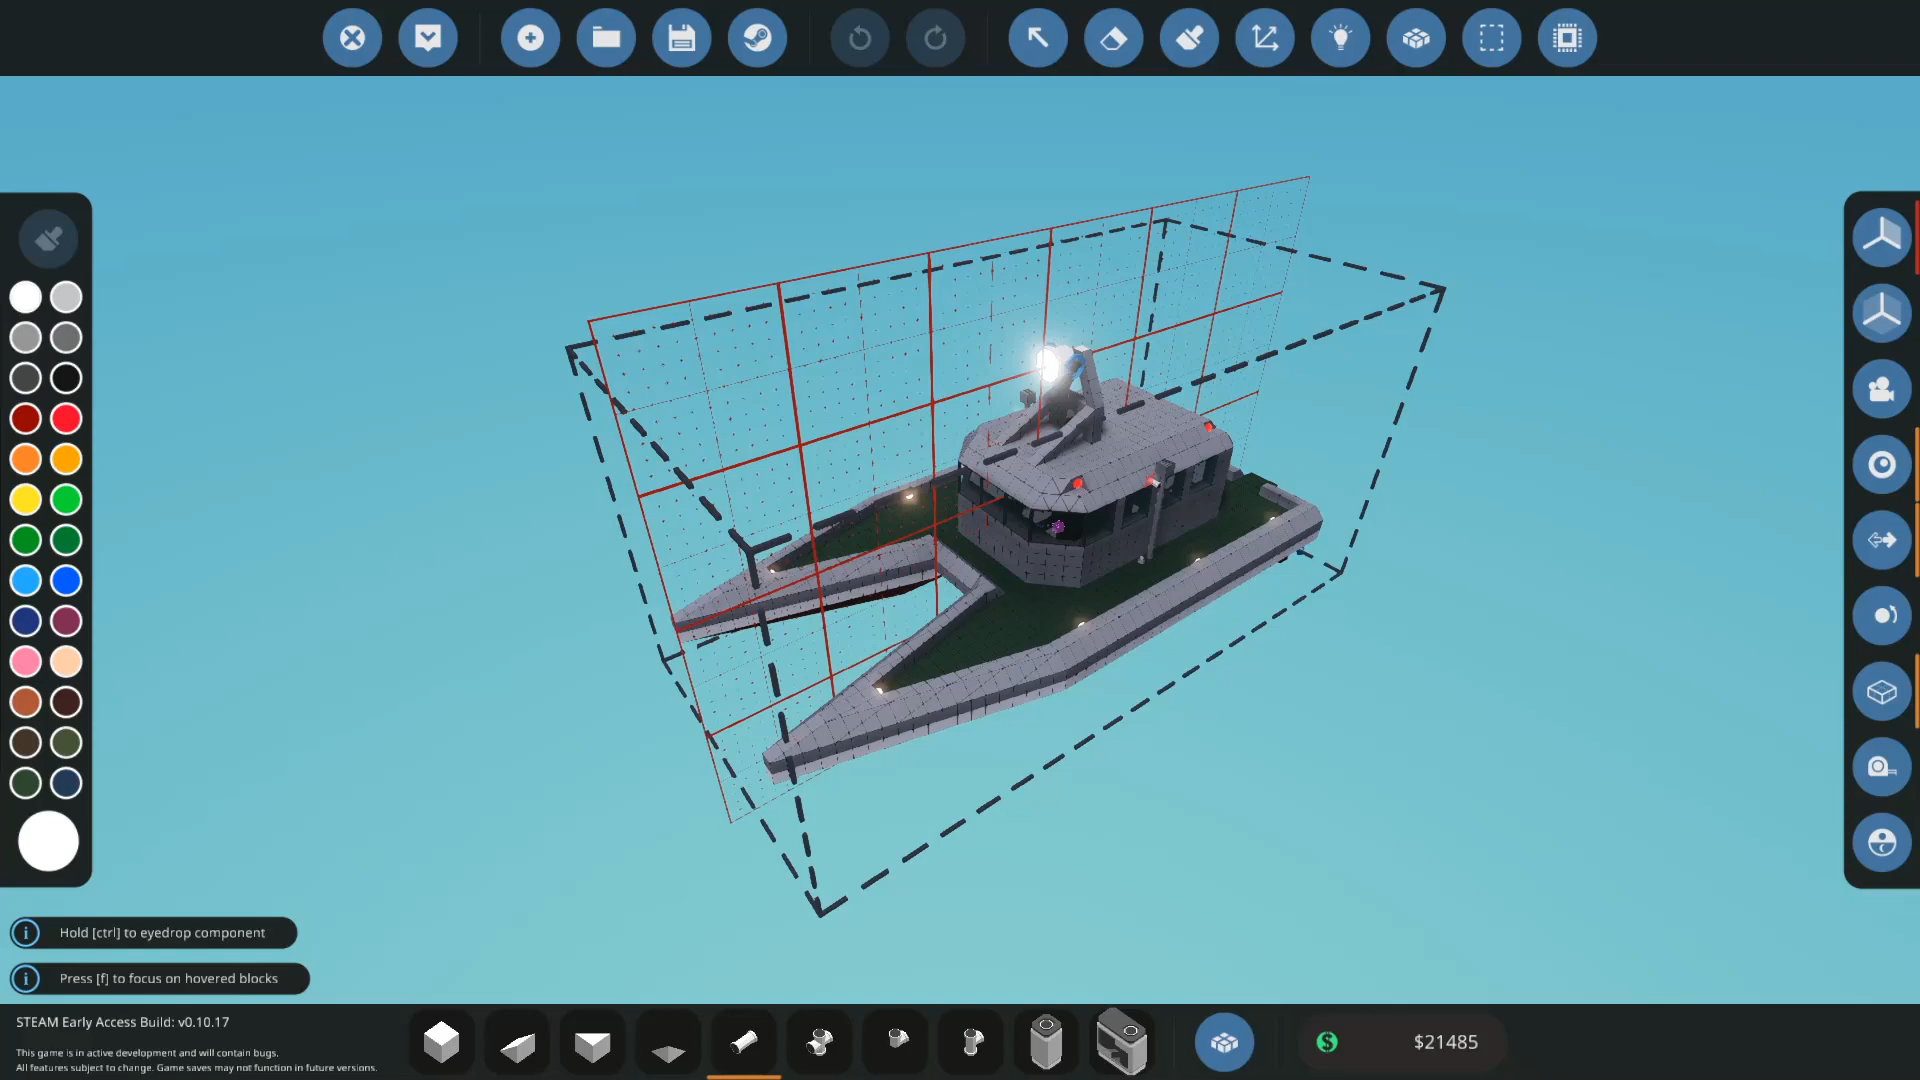 Hold [ctrl] to eyedrop component
Press [f] to focus on hovered blocks
STEAM Early Access Build: v0.10.17
This game is in active development and will contain bugs.
All features subject to change. Game saves may not function in future versions.
$21485